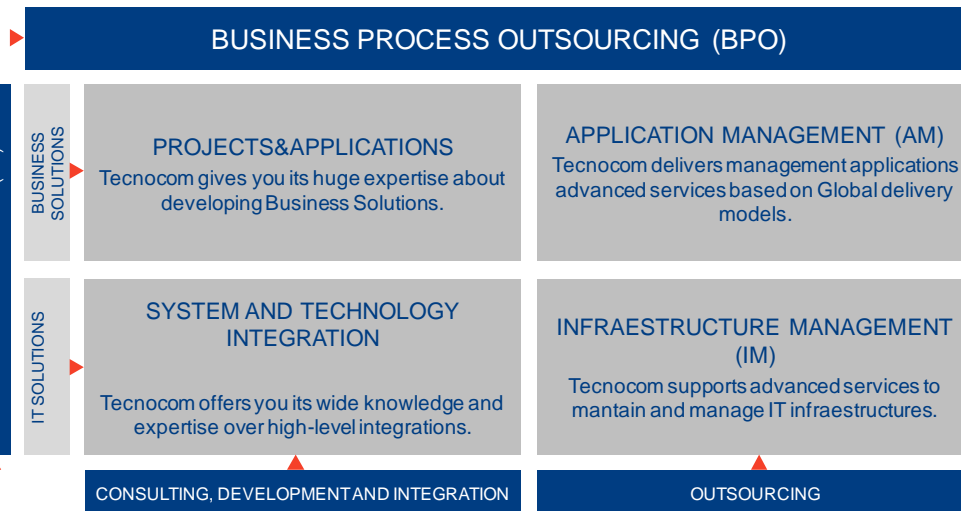 BUSINESS PROCESS OUTSOURCING (BPO)
BUSINESS
SOLUTIONS
PROJECTS&APPLICATIONS
Tecnocom gives you its huge expertise about
developing Business Solutions.
APPLICATION MANAGEMENT (AM)
Tecnocom delivers management applications
advanced services based on Global delivery
models.
IT SOLUTIONS
SYSTEM AND TECHNOLOGY
INTEGRATION
Tecnocom offers you its wide knowledge and
expertise over high-level integrations.
INFRAESTRUCTURE MANAGEMENT
(IM)
Tecnocom supports advanced services to
mantain and manage IT infraestructures.
CONSULTING, DEVELOPMENT AND INTEGRATION
OUTSOURCING